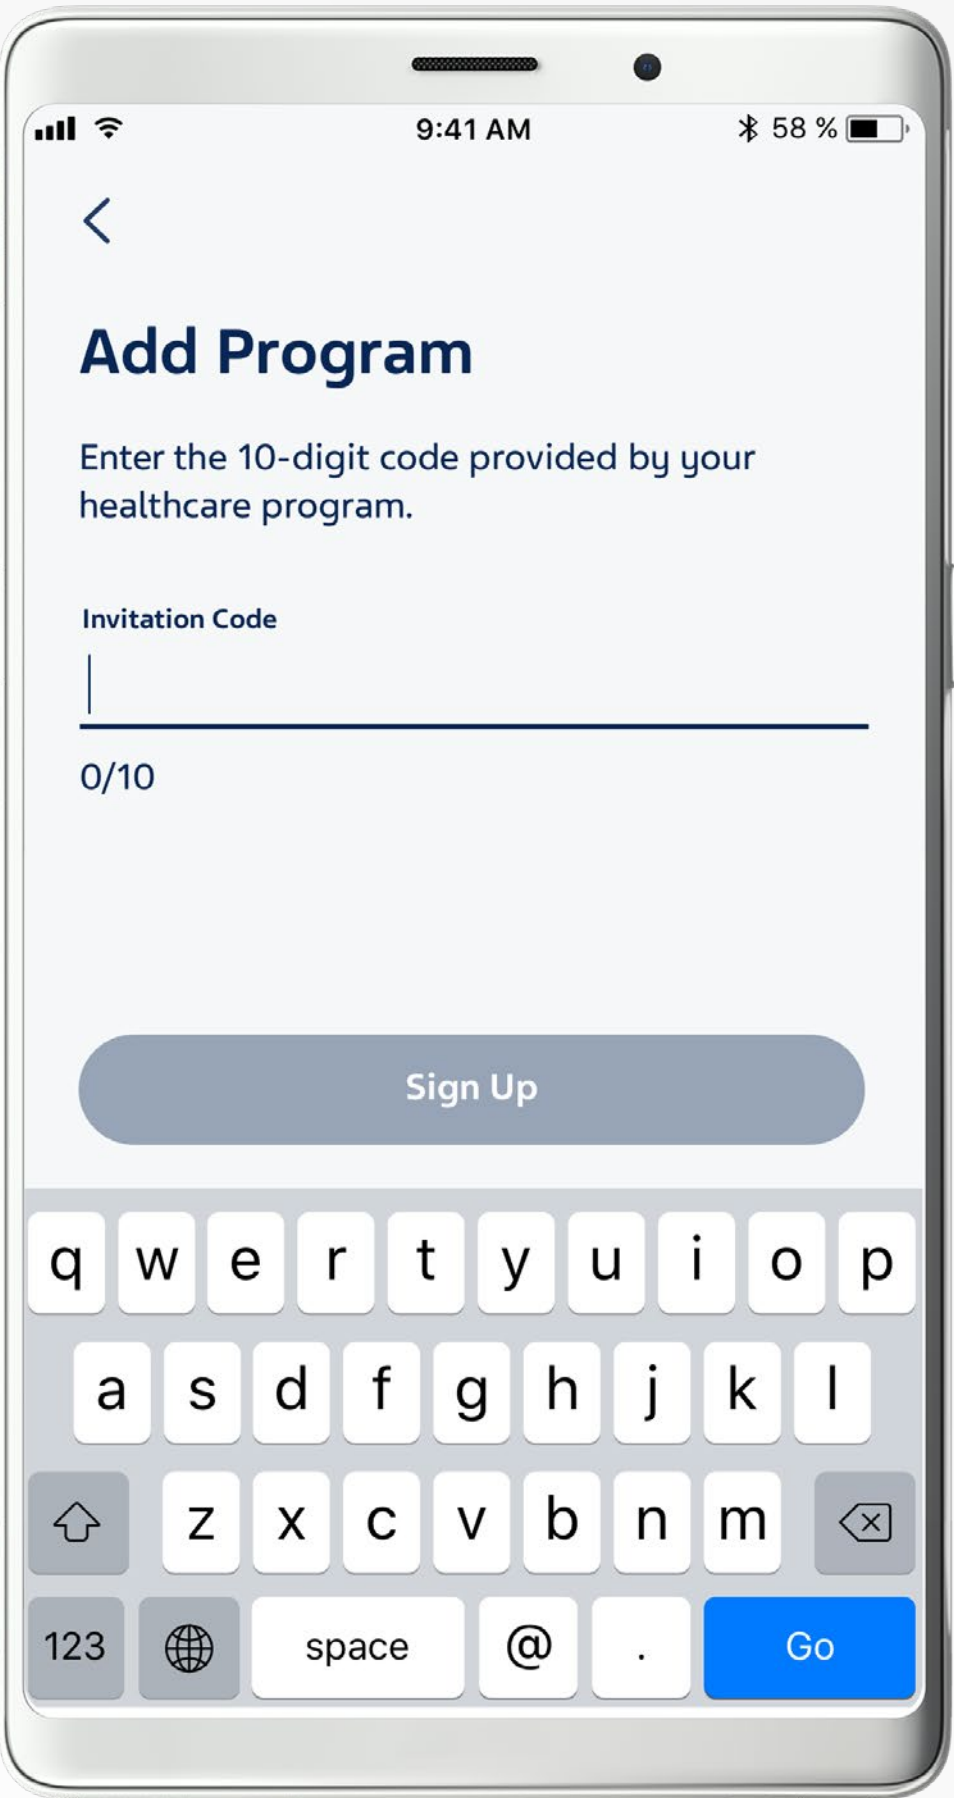 9:41 AM
58 %
Add Program
Enter the 10-digit code provided by your
healthcare program.
Invitation Code
0/10
Sign Up
q w e r t y u i o p
a s d f g h j k l
z x c v b n m
123 space @ . Go